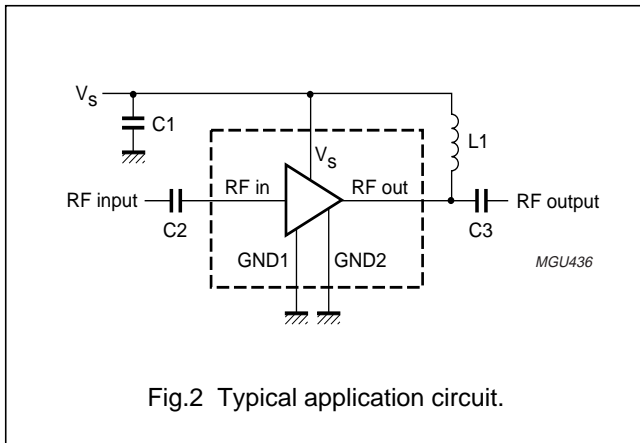 Vs
C1
L1
Vs
RF input
RF in
RF out
RF output
C2
C3
GND1
GND2
MGU436
Fig.2 Typical application circuit.